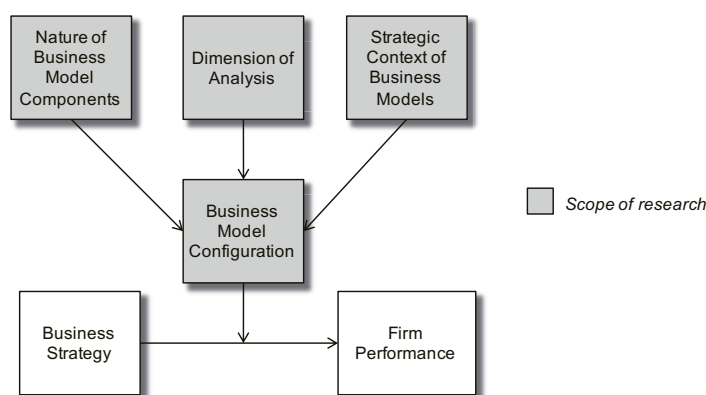 Nature of
Business
Model
Components
Dimension of
Analysis
Strategic
Context of
Business
Models
Business
Model
Configuration
Scope of research
Business
Strategy
Firm
Performance